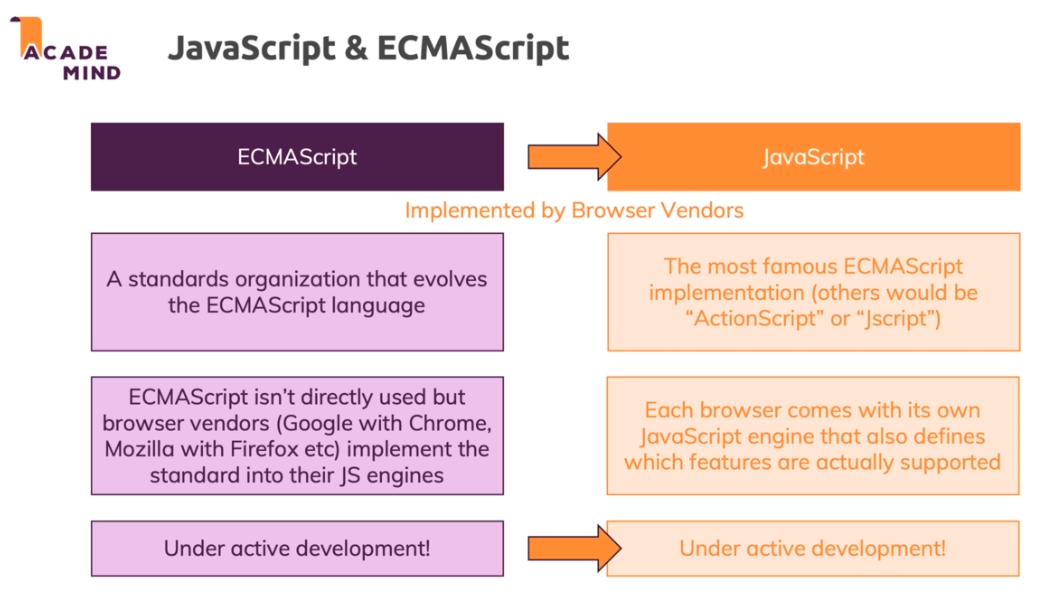 ACADE
MIND
JavaScript & ECMAScript
ECMAScript
JavaScript
Implemented by Browser Vendors
A standards organization that evolves
the ECMAScript language
The most famous ECMAScript
implementation (others would be
“ActionScript” or “Jscript”)
ECMAScript isn’t directly used but
browser vendors (Google with Chrome,
Mozilla with Firefox etc) implement the
standard into their JS engines
Each browser comes with its own
JavaScript engine that also defines
which features are actually supported
Under active development!
Under active development!